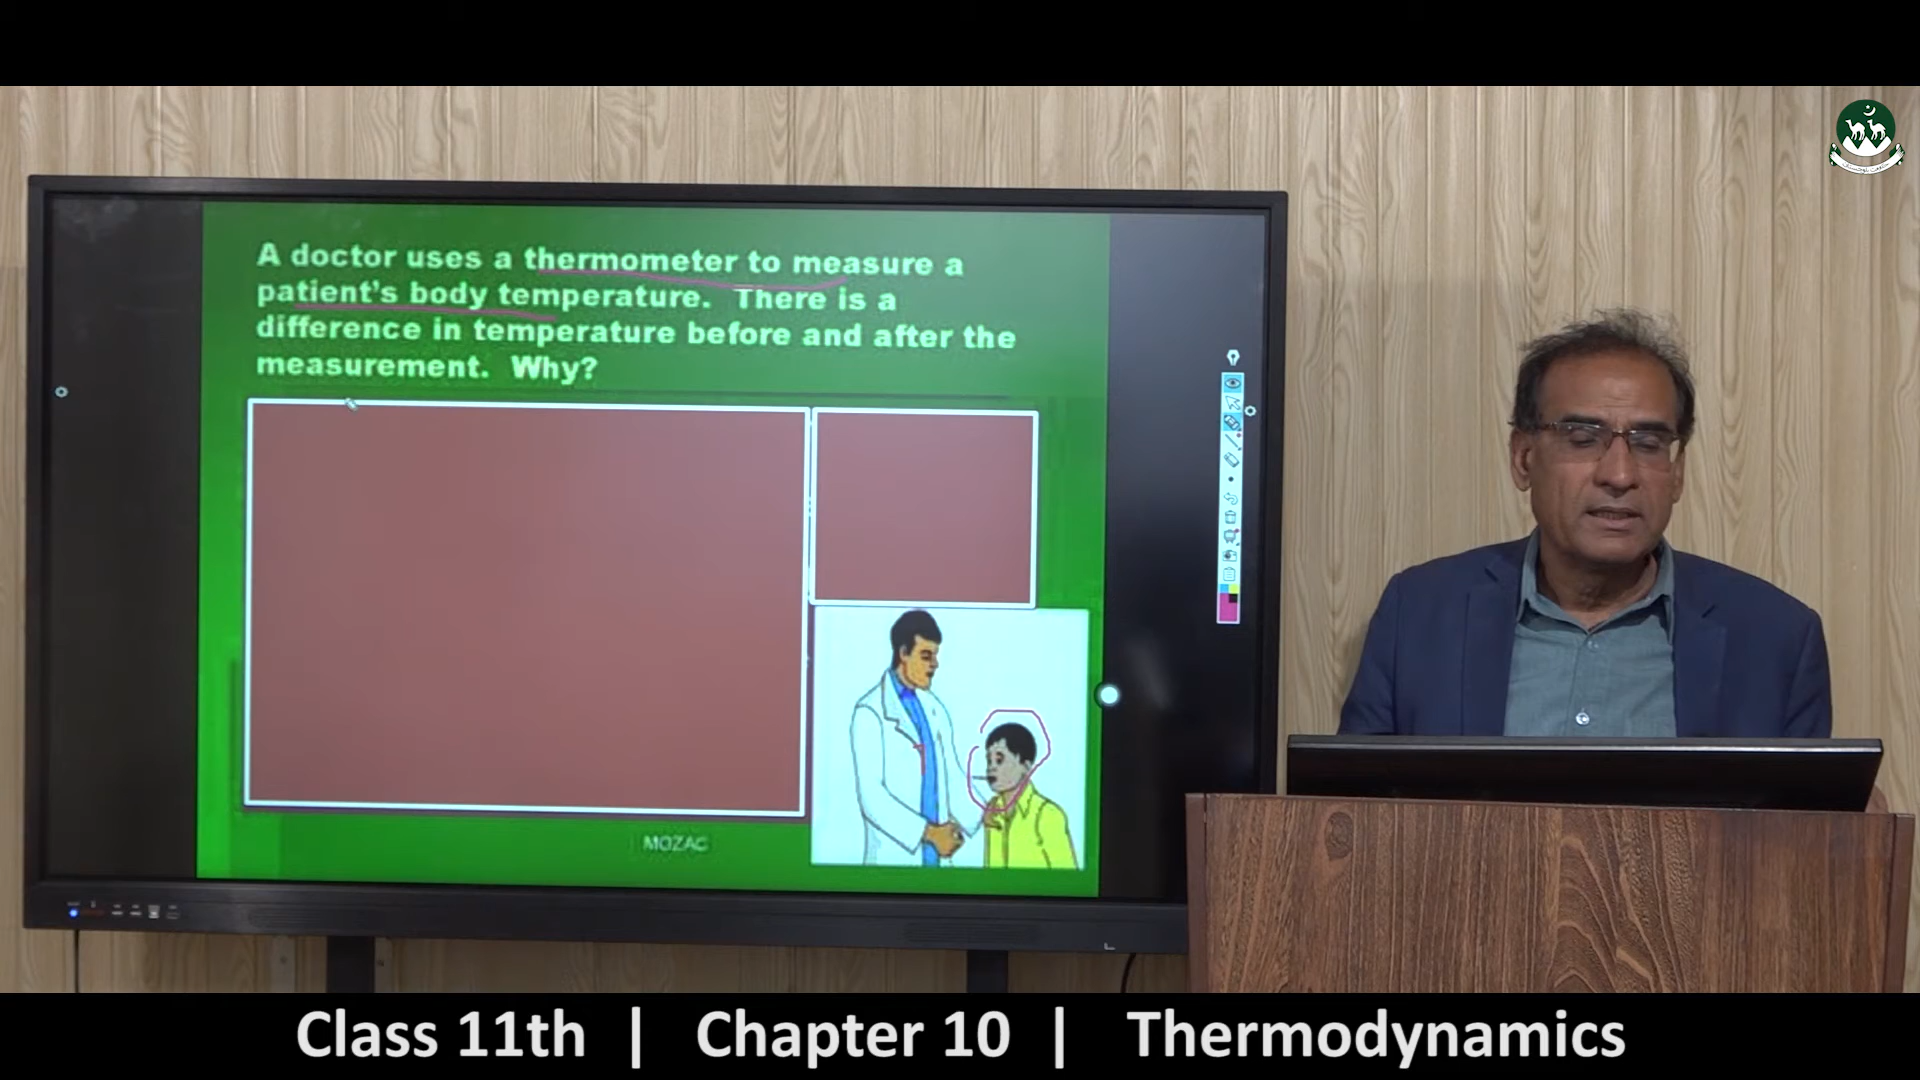 A doctor uses a thermometer to measure a
patient's body temperature. There is a
difference in temperature before and after the
measurement. Why?
MOZAC
Class 11th | Chapter 10 | Thermodynamics